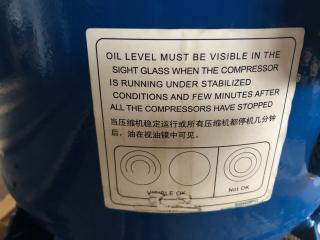 OIL LEVEL MUST BE VISIBLE IN THE
SIGHT GLASS WHEN THE COMPRESSOR
IS RUNNING UNDER STABILIZED
CONDITIONS AND FEW MINUTES AFTER
ALL THE COMPRESSORS HAVE STOPPED
当压缩机稳定运行或所有压缩机都停机几分钟
后，油在视油镜中可见。
VISIBLE OK
Not OK